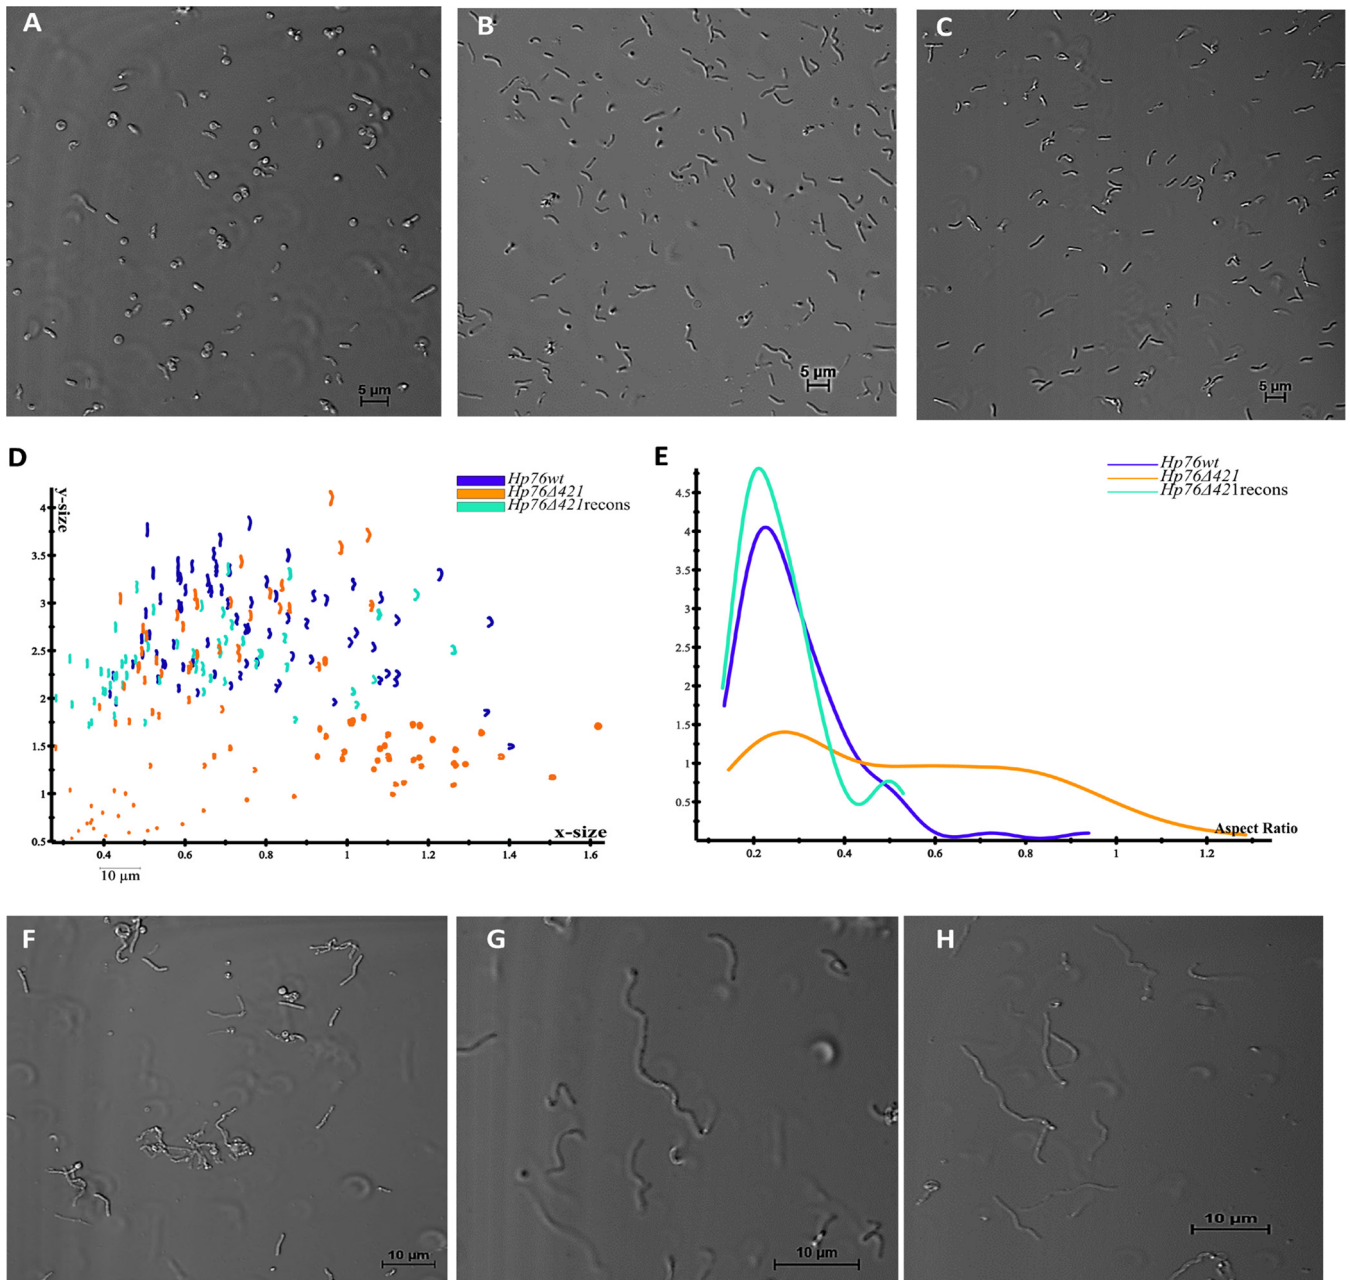 A
B
C
5 µm
5 µm
5 µm
D
E
y-size
Hp76wt
Hp76Δ421
Hp76Δ421recons
4
3.5
3
2.5
2
1.5
1
0.5
x-size
0.4
0.6
0.8
1
1.2
1.4
1.6
10 µm
Hp76wt
Hp76Δ421
Hp76Δ421recons
4.5
4
3.5
3
2.5
2
1.5
1
0.5
Aspect Ratio
0.2
0.4
0.6
0.8
1
1.2
F
G
H
10 µm
10 µm
10 µm